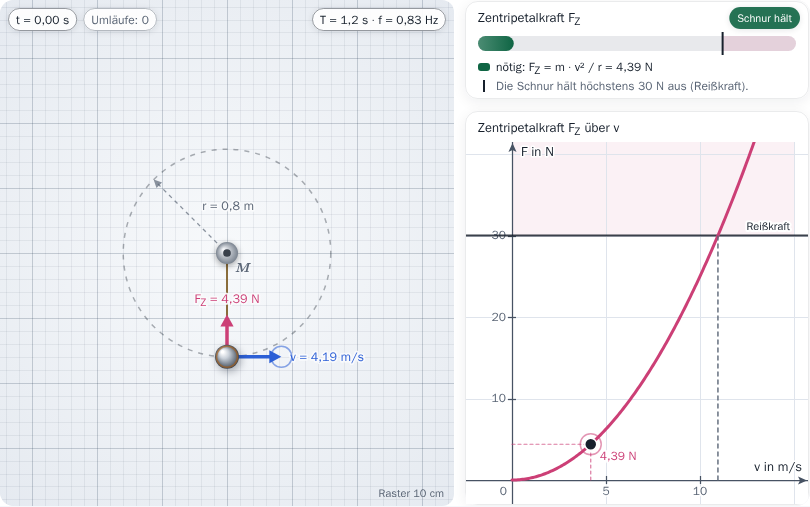 t = 0,00 s
Umläufe: 0
T = 1,2 s · f = 0,83 Hz
r = 0,8 m
M
F_Z = 4,39 N
v = 4,19 m/s
Raster 10 cm
Zentripetalkraft F_Z
Schnur hält
nötig: F_Z = m · v² / r = 4,39 N
Die Schnur hält höchstens 30 N aus (Reißkraft).
Zentripetalkraft F_Z über v
F in N
Reißkraft
30
20
10
4,39 N
v in m/s
0
5
10